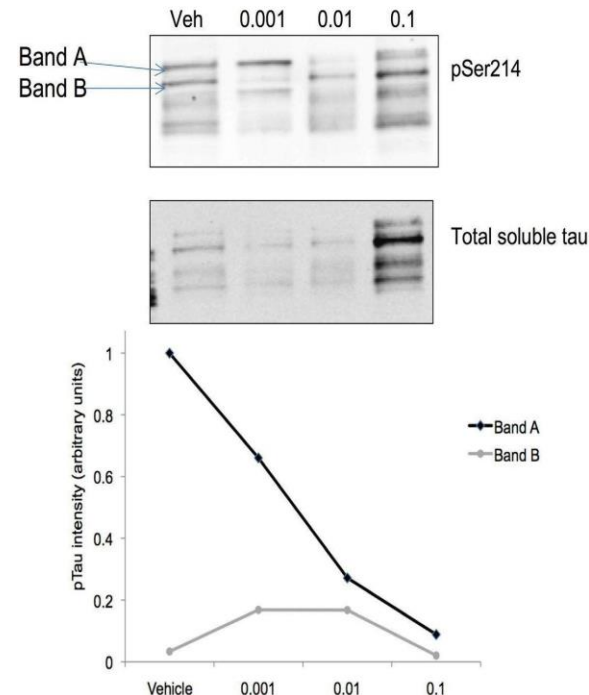 Veh 0.001 0.01 0.1
Band A
Band B
pSer214
Total soluble tau
pTau intensity (arbitrary units)
1
0.8
0.6
0.4
0.2
0
Vehicle 0.001 0.01 0.1
Band A
Band B